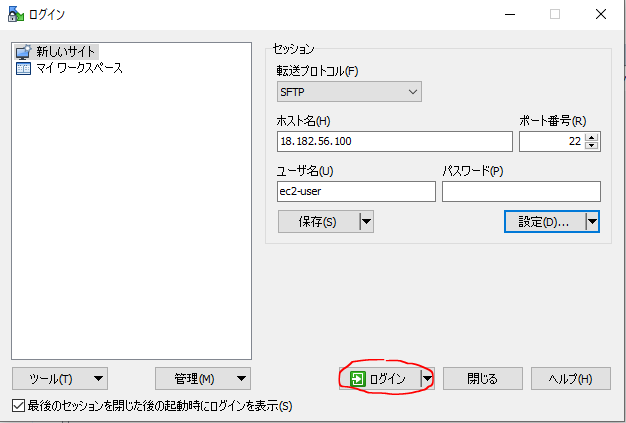 ログイン
新しいサイト
マイ ワークスペース
セッション
転送プロトコル(F)
SFTP
ホスト名(H)
ポート番号(R)
18.182.56.100
22
ユーザ名(U)
パスワード(P)
ec2-user
保存(S)
設定(D)...
ツール(T)
管理(M)
ログイン
閉じる
ヘルプ(H)
最後のセッションを閉じた後の起動時にログインを表示(S)